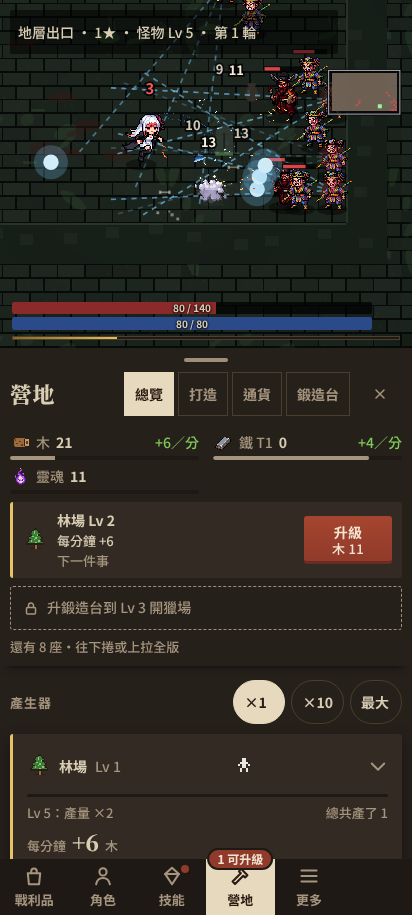 地層出口・1★・怪物 Lv 5・第 1 輪
9 11
-3
10
13
13
80 / 140
80 / 80
營地
總覽
打造
通貨
鍛造台
×
木 21 +6／分
鐵 T1 0 +4／分
靈魂 11
林場 Lv 2
每分鐘 +6
下一件事
升級
木 11
升鍛造台到 Lv 3 開獵場
還有 8 座・往下捲或上拉全版
產生器
×1
×10
最大
林場 Lv 1
Lv 5：產量 ×2
總共產了 1
每分鐘 +6 木
1 可升級
戰利品
角色
技能
營地
更多